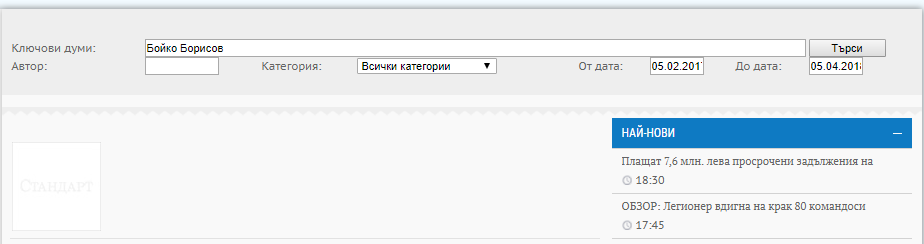 Ключови думи: Бойко Борисов Търси
Автор: Категория: Всички категории От дата: 05.02.201 До дата: 05.04.201
НАЙ-НОВИ
Плащат 7,6 млн. лева просрочени задължения на
18:30
СТАНДАРТ
ОБЗОР: Легионер вдигна на крак 80 командоси
17:45